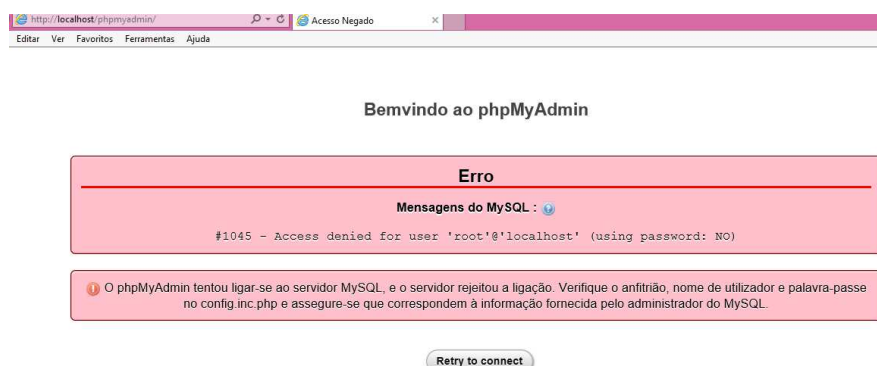 http://localhost/phpmyadmin/ Acesso Negado
Editar Ver Favoritos Ferramentas Ajuda
Bemvindo ao phpMyAdmin
Erro
Mensagens do MySQL :
#1045 - Access denied for user 'root'@'localhost' (using password: NO)
O phpMyAdmin tentou ligar-se ao servidor MySQL, e o servidor rejeitou a ligação. Verifique o anfitrião, nome de utilizador e palavra-passe
no config.inc.php e assegure-se que correspondem à informação fornecida pelo administrador do MySQL.
Retry to connect